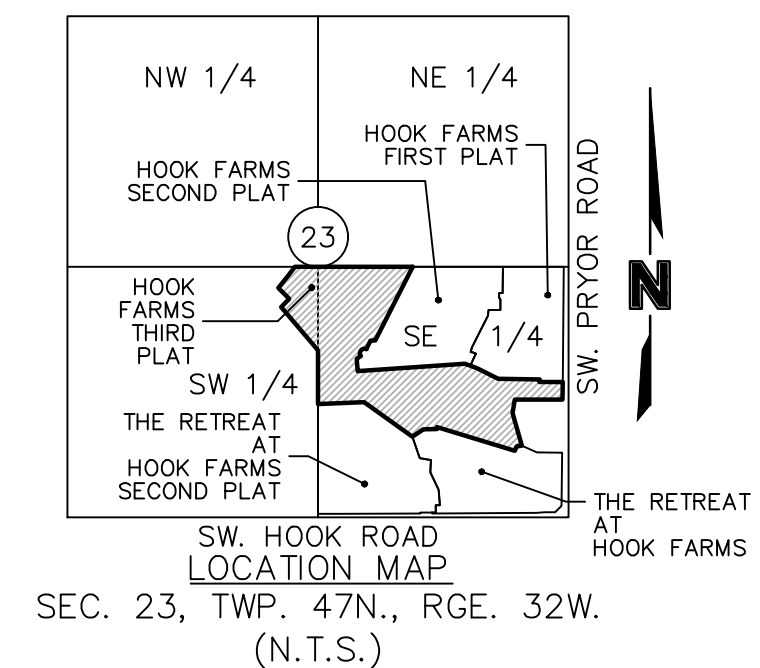 NW 1/4
NE 1/4
HOOK FARMS
FIRST PLAT
HOOK FARMS
SECOND PLAT
SW. PRYOR ROAD
23
N
HOOK
FARMS
THIRD
PLAT
SE
1/4
SW 1/4
THE RETREAT
AT
HOOK FARMS
SECOND PLAT
THE RETREAT
AT
HOOK FARMS
SW. HOOK ROAD
LOCATION MAP
SEC. 23, TWP. 47N., RGE. 32W.
(N.T.S.)